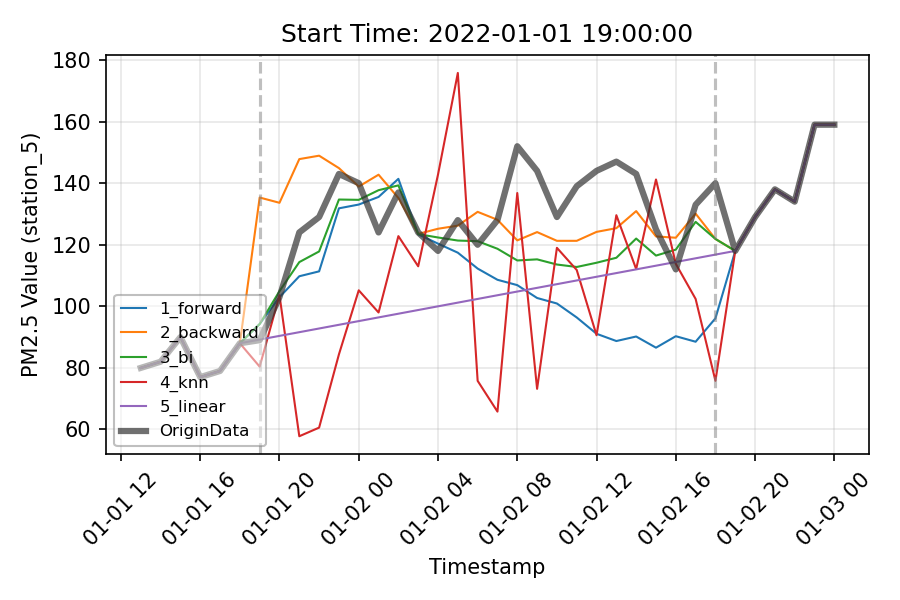 Start Time: 2022-01-01 19:00:00
PM2.5 Value (station_5)
180
160
140
120
100
80
60
1_forward
2_backward
3_bi
4_knn
5_linear
OriginData
01-01 12
01-01 16
01-01 20
01-02 00
01-02 04
01-02 08
01-02 12
01-02 16
01-02 20
01-03 00
Timestamp